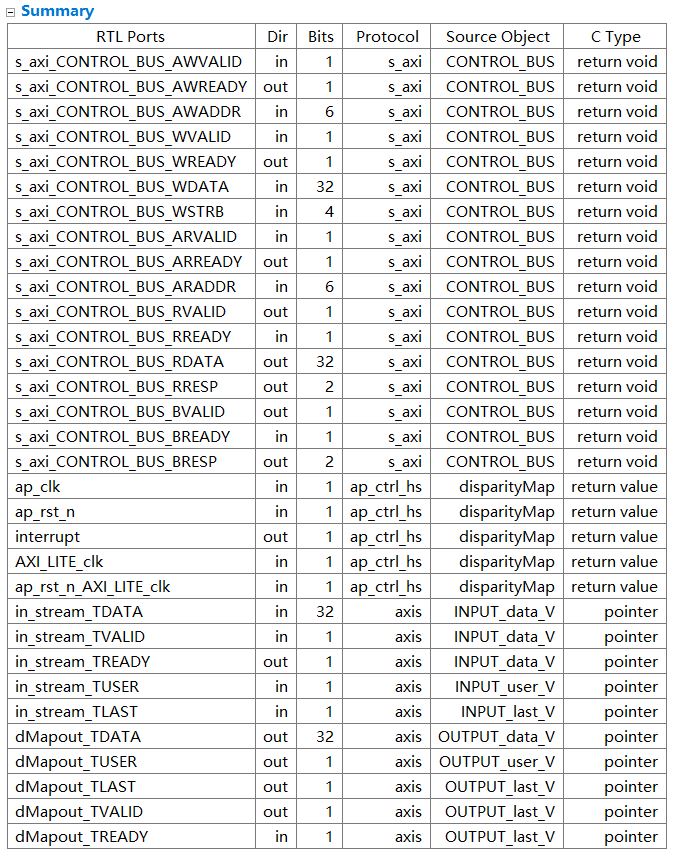 Summary
RTL Ports Dir Bits Protocol Source Object C Type
s_axi_CONTROL_BUS_AWVALID in 1 s_axi CONTROL_BUS return void
s_axi_CONTROL_BUS_AWREADY out 1 s_axi CONTROL_BUS return void
s_axi_CONTROL_BUS_AWADDR in 6 s_axi CONTROL_BUS return void
s_axi_CONTROL_BUS_WVALID in 1 s_axi CONTROL_BUS return void
s_axi_CONTROL_BUS_WREADY out 1 s_axi CONTROL_BUS return void
s_axi_CONTROL_BUS_WDATA in 32 s_axi CONTROL_BUS return void
s_axi_CONTROL_BUS_WSTRB in 4 s_axi CONTROL_BUS return void
s_axi_CONTROL_BUS_ARVALID in 1 s_axi CONTROL_BUS return void
s_axi_CONTROL_BUS_ARREADY out 1 s_axi CONTROL_BUS return void
s_axi_CONTROL_BUS_ARADDR in 6 s_axi CONTROL_BUS return void
s_axi_CONTROL_BUS_RVALID out 1 s_axi CONTROL_BUS return void
s_axi_CONTROL_BUS_RREADY in 1 s_axi CONTROL_BUS return void
s_axi_CONTROL_BUS_RDATA out 32 s_axi CONTROL_BUS return void
s_axi_CONTROL_BUS_RRESP out 2 s_axi CONTROL_BUS return void
s_axi_CONTROL_BUS_BVALID out 1 s_axi CONTROL_BUS return void
s_axi_CONTROL_BUS_BREADY in 1 s_axi CONTROL_BUS return void
s_axi_CONTROL_BUS_BRESP out 2 s_axi CONTROL_BUS return void
ap_clk in 1 ap_ctrl_hs disparityMap return value
ap_rst_n in 1 ap_ctrl_hs disparityMap return value
interrupt out 1 ap_ctrl_hs disparityMap return value
AXI_LITE_clk in 1 ap_ctrl_hs disparityMap return value
ap_rst_n_AXI_LITE_clk in 1 ap_ctrl_hs disparityMap return value
in_stream_TDATA in 32 axis INPUT_data_V pointer
in_stream_TVALID in 1 axis INPUT_data_V pointer
in_stream_TREADY out 1 axis INPUT_data_V pointer
in_stream_TUSER in 1 axis INPUT_user_V pointer
in_stream_TLAST in 1 axis INPUT_last_V pointer
dMapout_TDATA out 32 axis OUTPUT_data_V pointer
dMapout_TUSER out 1 axis OUTPUT_user_V pointer
dMapout_TLAST out 1 axis OUTPUT_last_V pointer
dMapout_TVALID out 1 axis OUTPUT_last_V pointer
dMapout_TREADY in 1 axis OUTPUT_last_V pointer